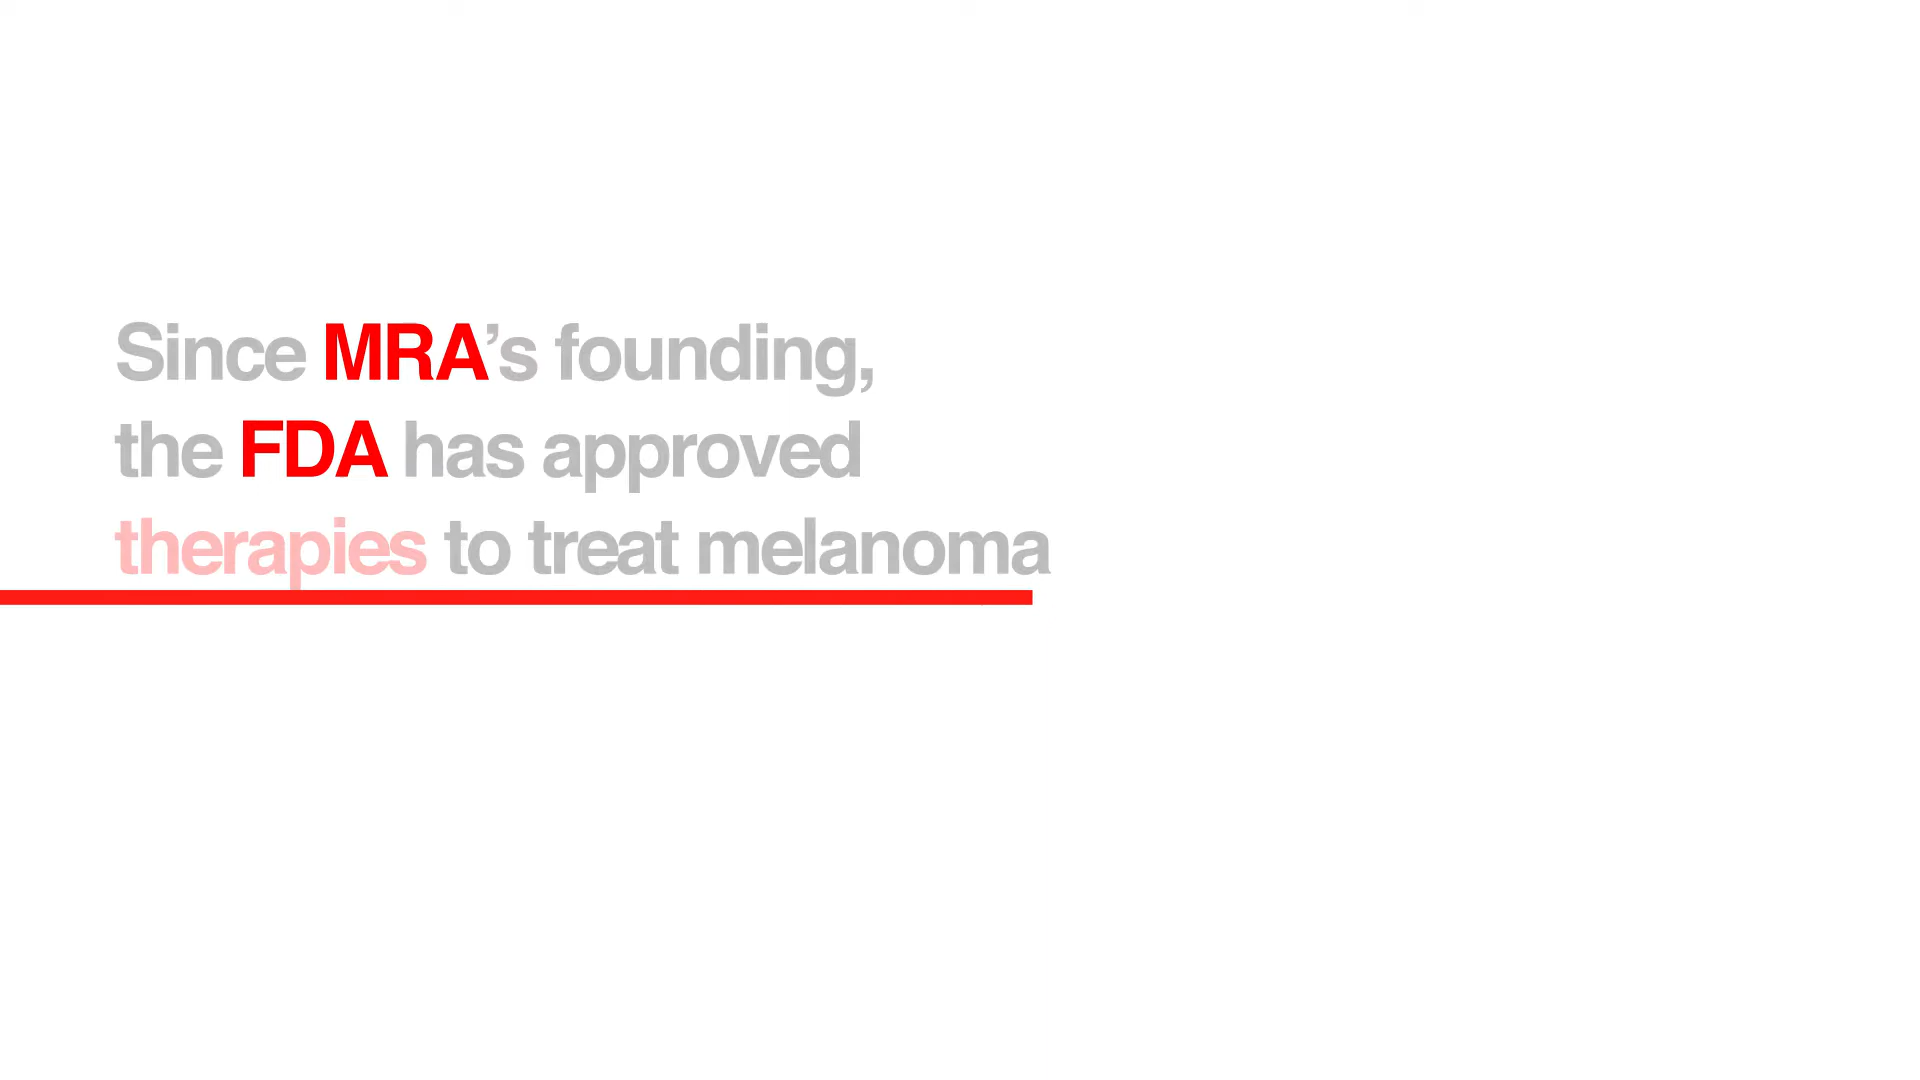 Since MRA’s founding,
the FDA has approved
therapies to treat melanoma